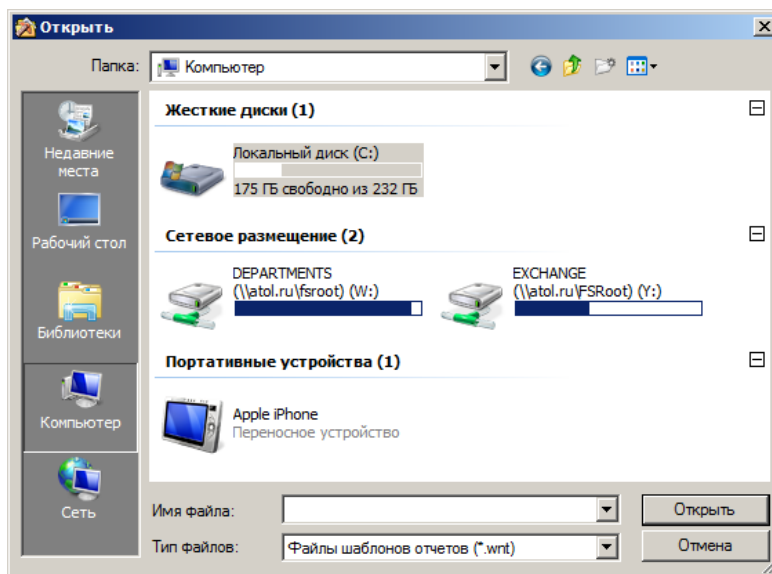 Открыть
Папка:
Компьютер
Недавние
места
Рабочий стол
Библиотеки
Компьютер
Сеть
Жесткие диски (1)
Локальный диск (C:)
175 ГБ свободно из 232 ГБ
Сетевое размещение (2)
DEPARTMENTS
(\\atol.ru\fsroot) (W:)
EXCHANGE
(\\atol.ru\FSRoot) (Y:)
Портативные устройства (1)
Apple iPhone
Переносное устройство
Имя файла:
Открыть
Тип файлов:
Файлы шаблонов отчетов (*.wnt)
Отмена